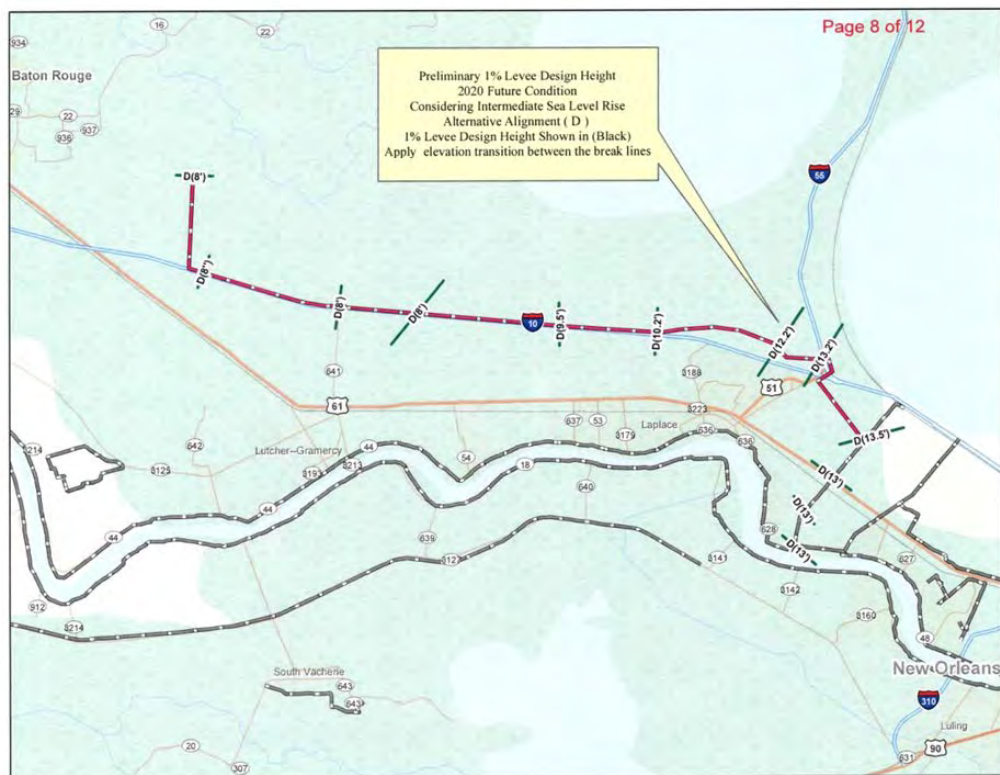 Page 8 of 12
934
16
22
Baton Rouge
29
22
936
937
Preliminary 1% Levee Design Height
2020 Future Condition
Considering Intermediate Sea Level Rise
Alternative Alignment ( D )
1% Levee Design Height Shown in (Black)
Apply elevation transition between the break lines
55
D(8')
D(8')
D(8')
D(8')
10
D(9.5')
D(10.2')
D(12.2')
D(13.2')
641
3188
51
61
3223
D(13.5')
642
637
53
3179
Laplace
636
636
3214
3125
Lutcher--Gramercy
44
3193
3213
54
18
D(13')
44
640
D(13')
44
628
D(13')
639
3127
3141
627
912
3142
3214
3160
48
South Vacherie
643
643
New Orleans
310
Luling
20
307
631
90